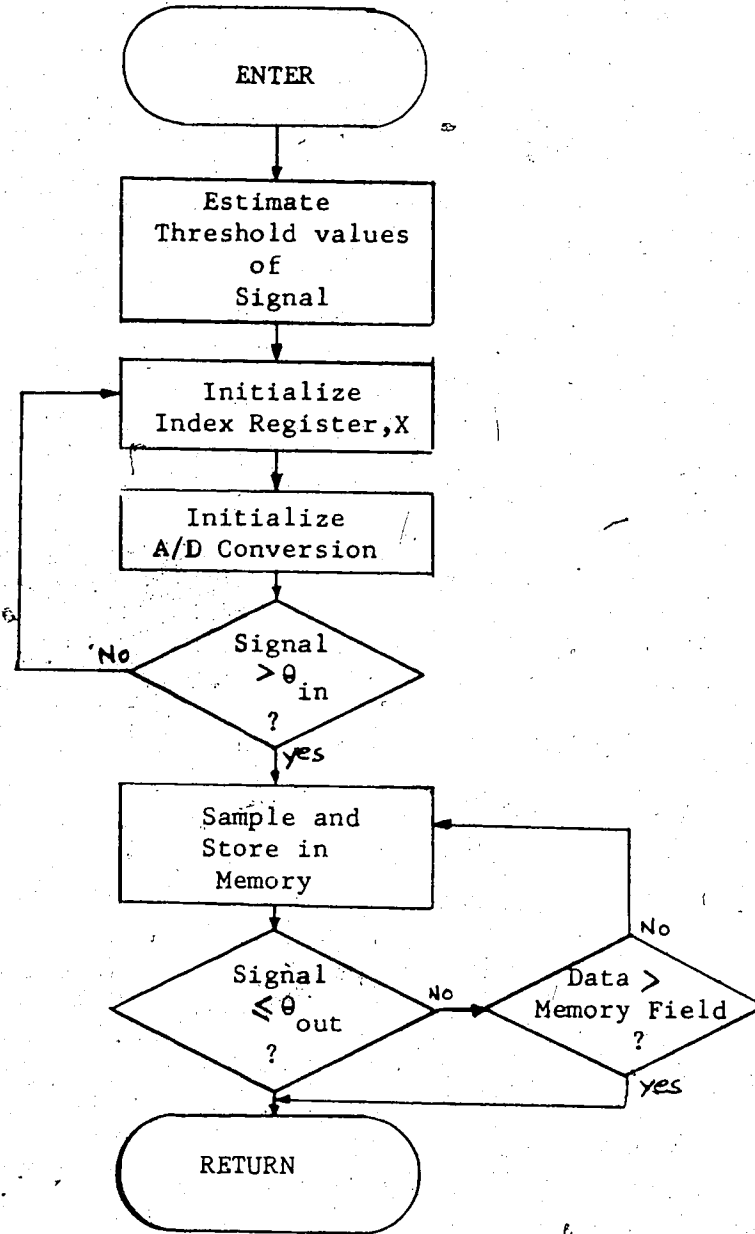 ENTER
Estimate
Threshold values
of
Signal
Initialize
Index Register,X
Initialize
A/D Conversion
Signal
> θin
?
No
yes
Sample and
Store in
Memory
Signal
≤ θout
?
No
Data >
Memory Field
?
No
yes
RETURN